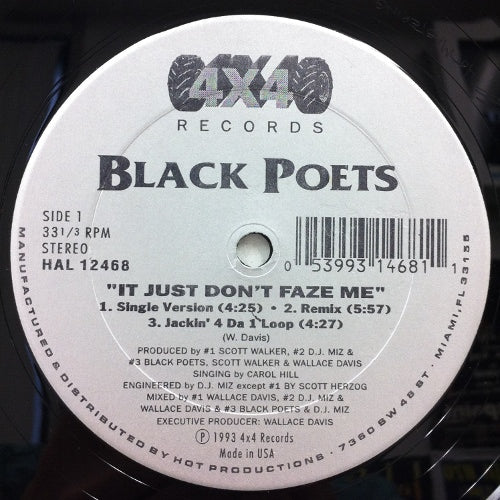 4X4
RECORDS
BLACK POETS
SIDE 1
33 1/3 RPM
STEREO
HAL 12468
0 53993 14681 1
"IT JUST DON'T FAZE ME"
1. Single Version (4:25) • 2. Remix (5:57)
3. Jackin' 4 Da 1 Loop (4:27)
(W. Davis)
PRODUCED by #1 SCOTT WALKER, #2 D.J. MIZ &
#3 BLACK POETS, SCOTT WALKER & WALLACE DAVIS
SINGING by CAROL HILL
ENGINEERED by D.J. MIZ except #1 BY SCOTT HERZOG
MIXED by #1 WALLACE DAVIS, #2 D.J. MIZ &
WALLACE DAVIS & #3 BLACK POETS & D.J. MIZ
EXECUTIVE PRODUCER: WALLACE DAVIS
℗ 1993 4x4 Records
Made in USA
MANUFACTURED & DISTRIBUTED BY HOT PRODUCTIONS - 7360 SW 48 ST - MIAMI, FL 33155